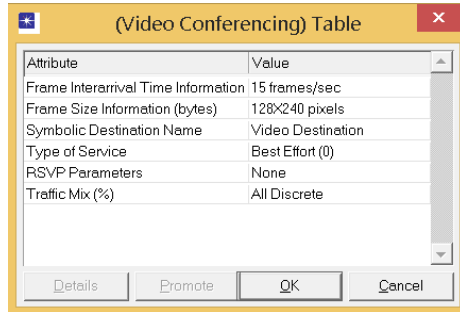 (Video Conferencing) Table
Attribute Value
Frame Interarrival Time Information 15 frames/sec
Frame Size Information (bytes) 128X240 pixels
Symbolic Destination Name Video Destination
Type of Service Best Effort (0)
RSVP Parameters None
Traffic Mix (%) All Discrete
Details Promote OK Cancel